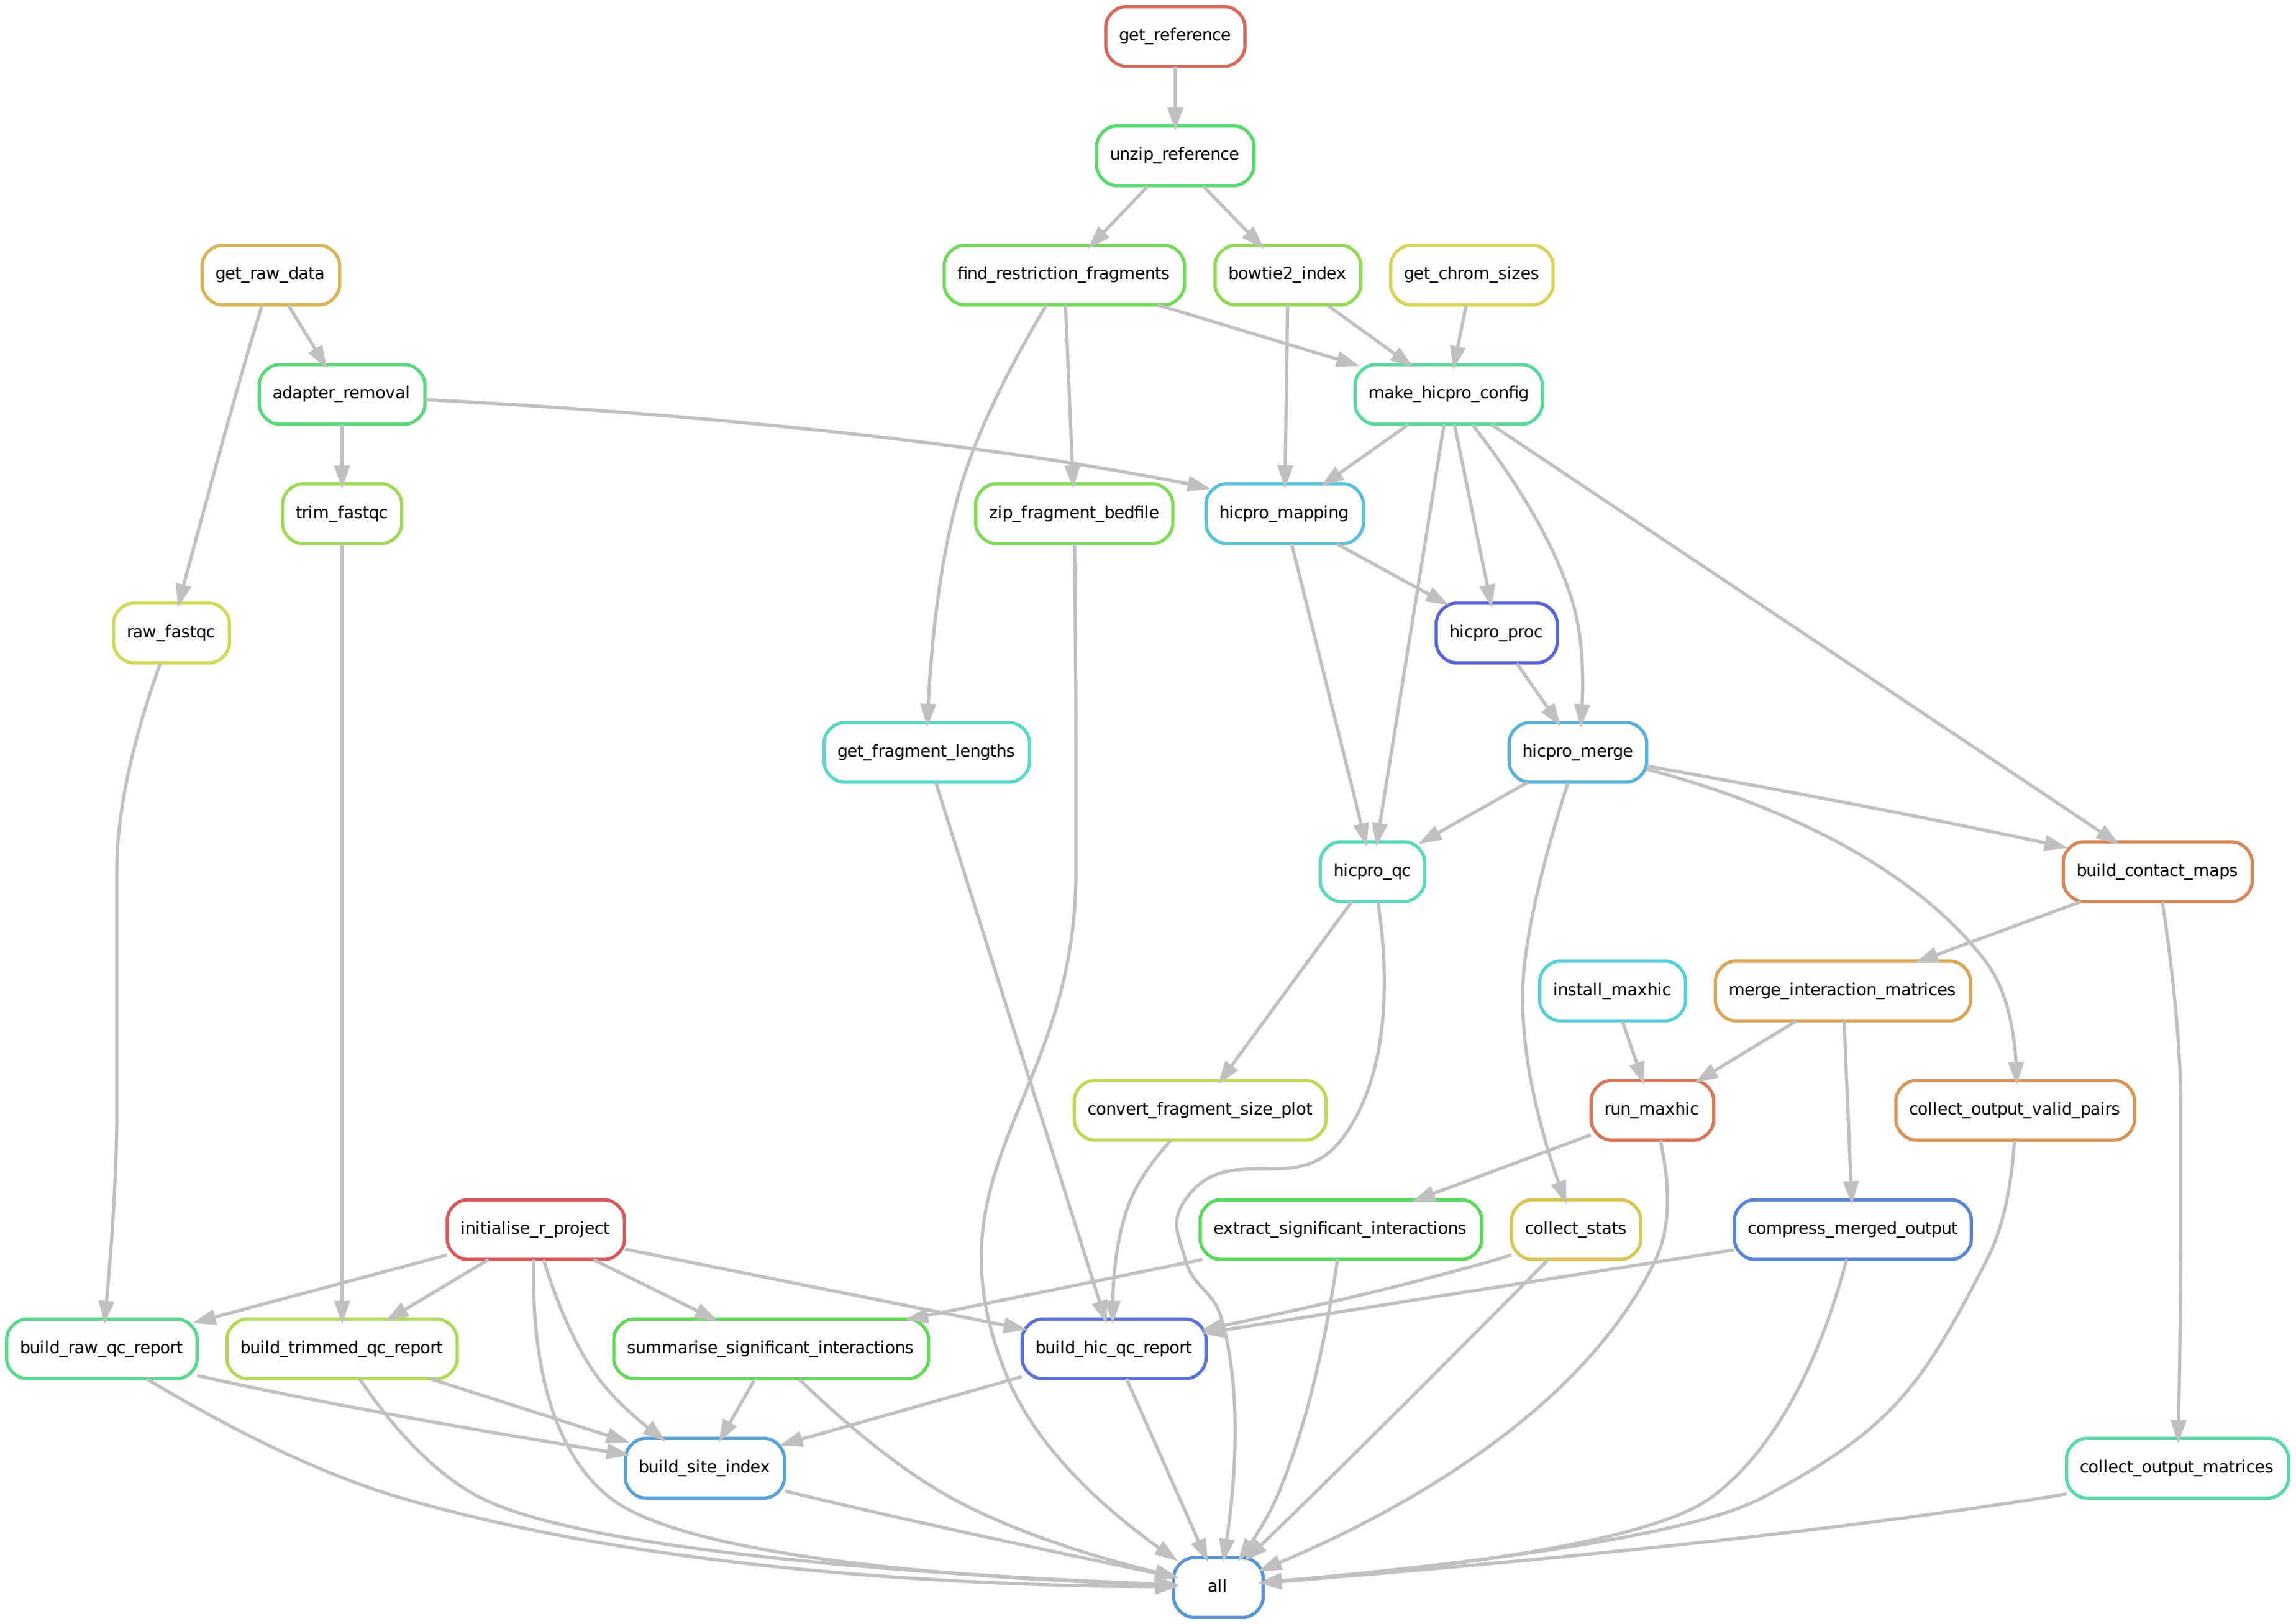 get_reference
unzip_reference
get_raw_data
find_restriction_fragments
bowtie2_index
get_chrom_sizes
adapter_removal
make_hicpro_config
trim_fastqc
zip_fragment_bedfile
hicpro_mapping
raw_fastqc
hicpro_proc
get_fragment_lengths
hicpro_merge
hicpro_qc
build_contact_maps
install_maxhic
merge_interaction_matrices
convert_fragment_size_plot
run_maxhic
collect_output_valid_pairs
initialise_r_project
extract_significant_interactions
collect_stats
compress_merged_output
build_raw_qc_report
build_trimmed_qc_report
summarise_significant_interactions
build_hic_qc_report
build_site_index
collect_output_matrices
all